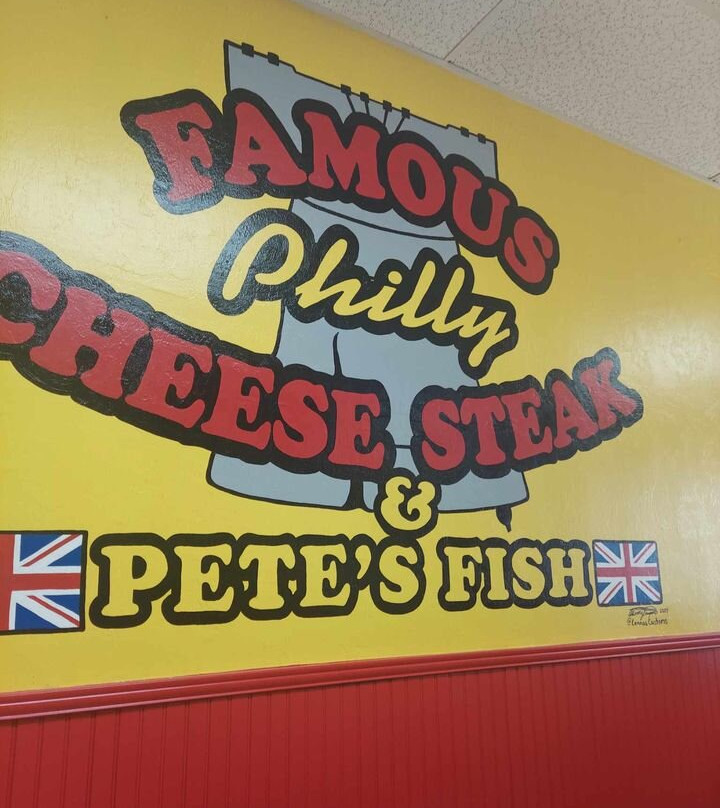 FAMOUS
Philly
CHEESE STEAK
&
PETE'S FISH